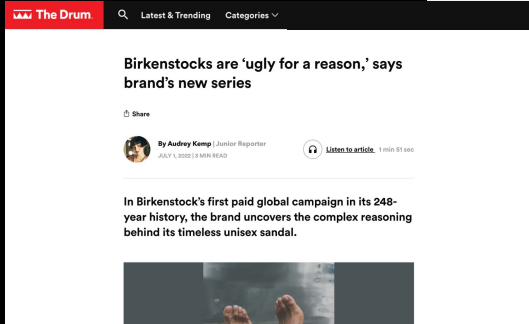 The Drum.
Latest & Trending Categories
Birkenstocks are ‘ugly for a reason,’ says
brand’s new series
Share
By Audrey Kemp | Junior Reporter
JULY 1, 2022 | 3 MIN READ
Listen to article 1 min 51 sec
In Birkenstock’s first paid global campaign in its 248-
year history, the brand uncovers the complex reasoning
behind its timeless unisex sandal.